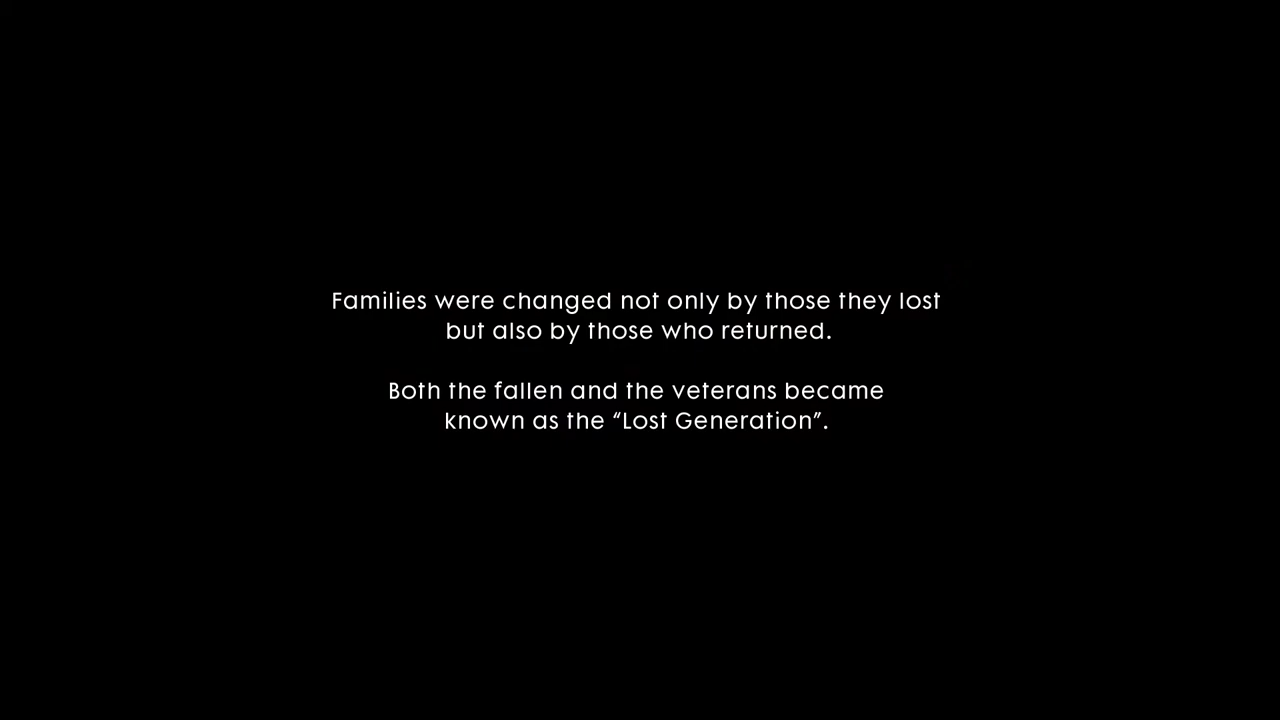 Families were changed not only by those they lost
but also by those who returned.
Both the fallen and the veterans became
known as the “Lost Generation”.